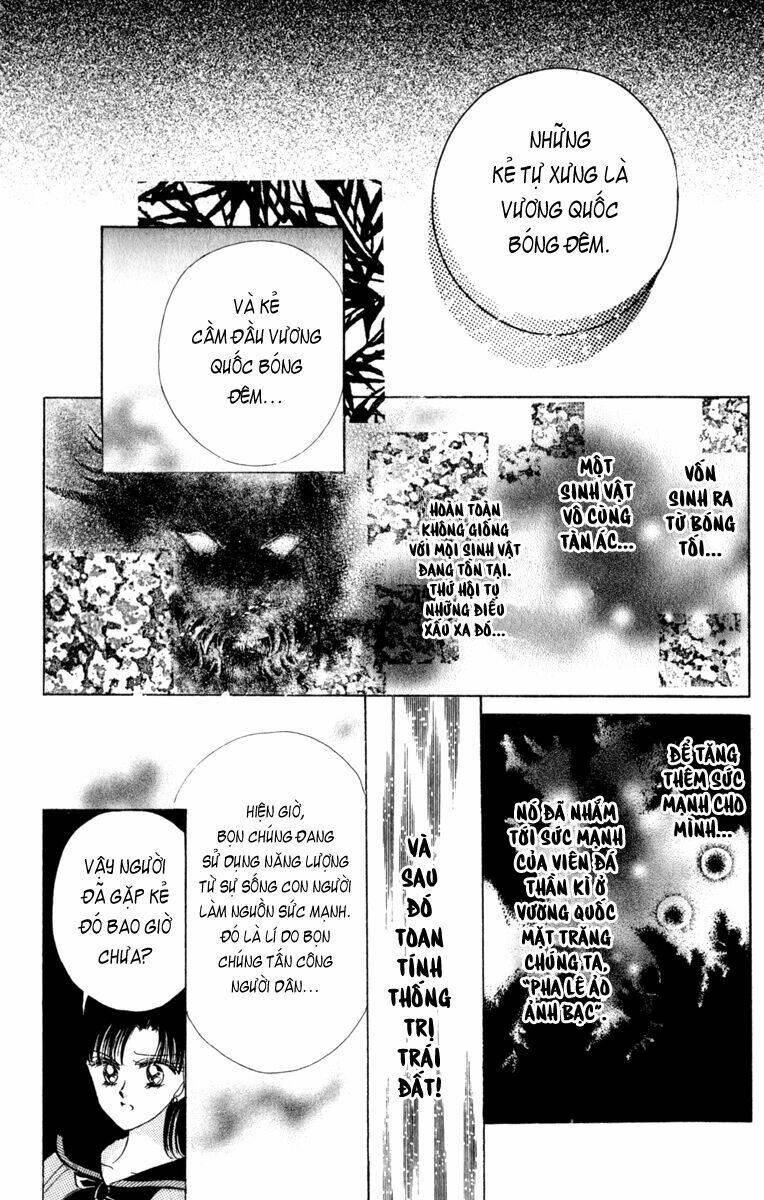 NHỮNG
KẺ TỰ XƯNG LÀ
VƯƠNG QUỐC
BÓNG ĐÊM.
VÀ KẺ
CẦM ĐẦU VƯƠNG
QUỐC BÓNG
ĐÊM...
VỐN
SINH RA
TỪ BÓNG
TỐI...
MỘT
SINH VẬT
VÔ CÙNG
TÀN ÁC...
HOÀN TOÀN
KHÔNG GIỐNG
VỚI MỌI SINH VẬT
ĐANG TỒN TẠI.
THỨ HỘI TỤ
NHỮNG ĐIỀU
XẤU XA ĐÓ...
ĐỂ TĂNG
THÊM SỨC
MẠNH CHO
MÌNH...
NÓ ĐÃ NHẮM
TỚI SỨC MẠNH
CỦA VIÊN ĐÁ
THẦN KÌ Ở
VƯƠNG QUỐC
MẶT TRĂNG
CHÚNG TA,
"PHA LÊ ẢO
ẢNH BẠC".
VÀ
SAU
ĐÓ
TOAN
TÍNH
THỐNG
TRỊ
TRÁI
ĐẤT!
HIỆN GIỜ,
BỌN CHÚNG ĐANG
SỬ DỤNG NĂNG LƯỢNG
TỪ SỰ SỐNG CON NGƯỜI
LÀM NGUỒN SỨC MẠNH.
ĐÓ LÀ LÍ DO BỌN
CHÚNG TẤN CÔNG
NGƯỜI DÂN...
VẬY NGƯỜI
ĐÃ GẶP KẺ
ĐÓ BAO GIỜ
CHƯA?